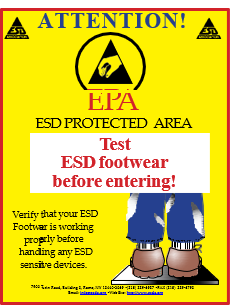 ATTENTION!
EPA
ESD PROTECTED AREA
Test
ESD footwear
before entering!
Verify that your ESD
Footwear is working
properly before
handling any ESD
sensitive devices.